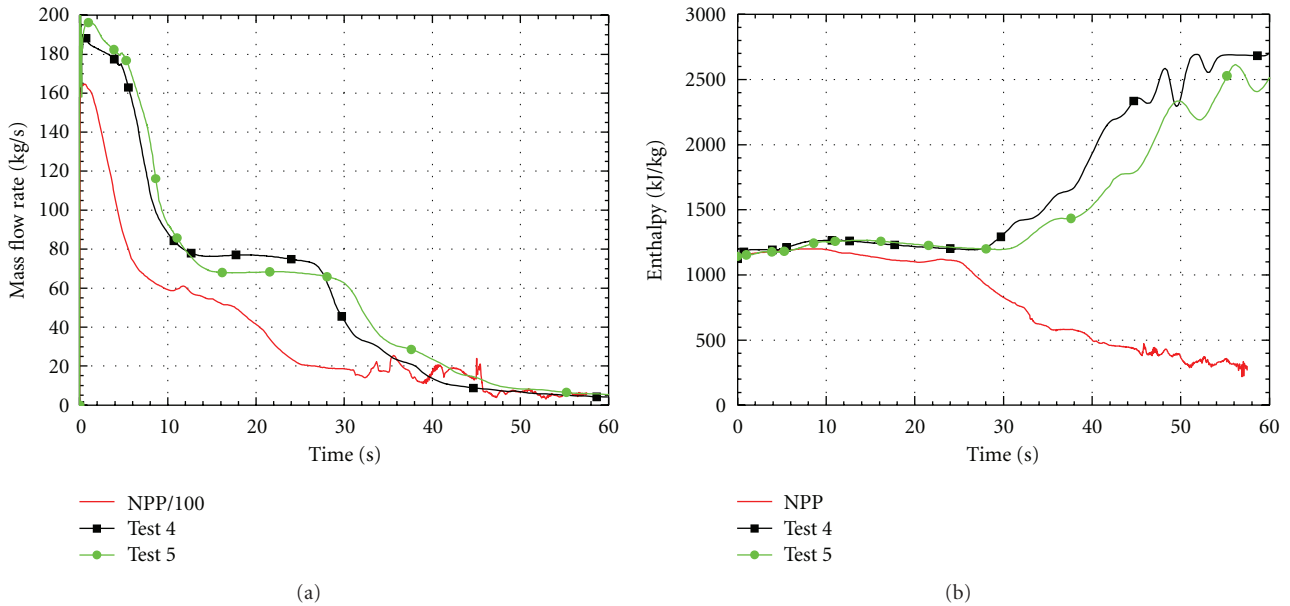 200
180
160
140
120
100
80
60
40
20
0
Mass flow rate (kg/s)
0 10 20 30 40 50 60
Time (s)
NPP/100
Test 4
Test 5
(a)
3000
2500
2000
1500
1000
500
0
Enthalpy (kJ/kg)
0 10 20 30 40 50 60
Time (s)
NPP
Test 4
Test 5
(b)